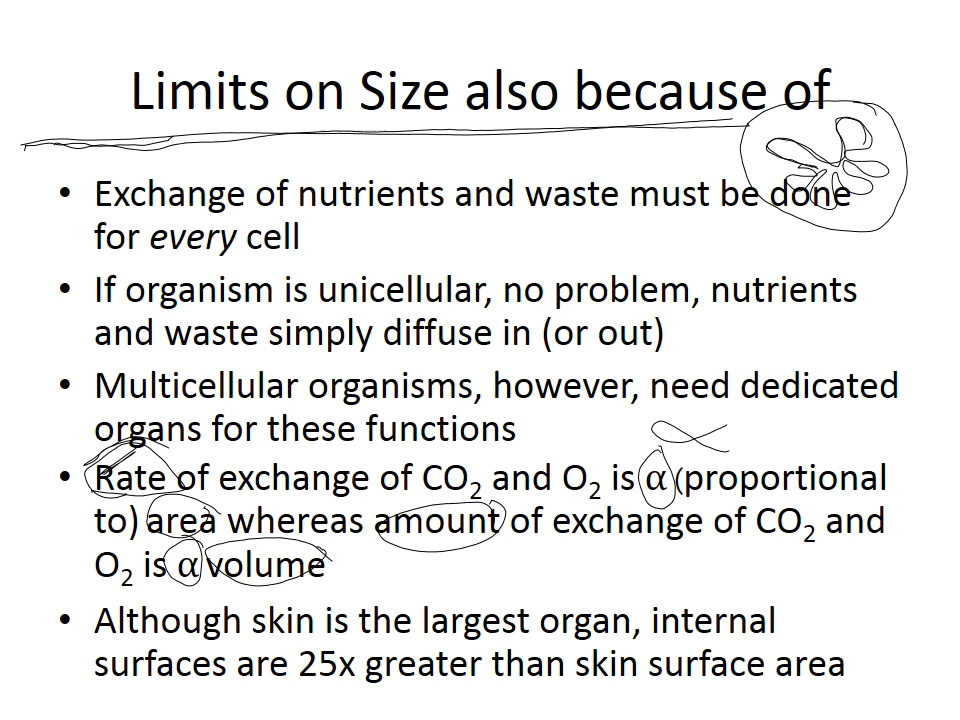 Limits on Size also because of
• Exchange of nutrients and waste must be done
for every cell
• If organism is unicellular, no problem, nutrients
and waste simply diffuse in (or out)
• Multicellular organisms, however, need dedicated
organs for these functions
• Rate of exchange of CO₂ and O₂ is α (proportional
to) area whereas amount of exchange of CO₂ and
O₂ is α volume
• Although skin is the largest organ, internal
surfaces are 25x greater than skin surface area